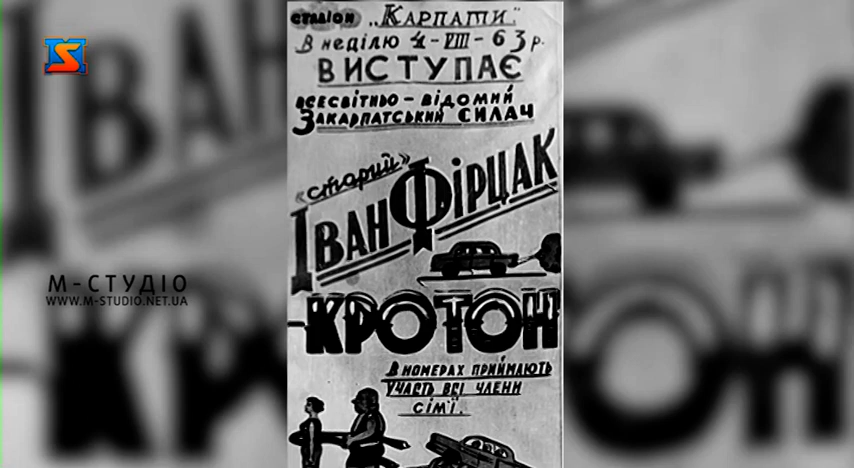 СТАДІОН „КАРПАТИ"
В НЕДІЛЮ 4-VIII-63 р.
ВИСТУПАЄ
ВСЕСВІТНЬО-ВІДОМИЙ
ЗАКАРПАТСЬКИЙ СИЛАЧ
«старий»
ІВАН ФІРЦАК
-КРОТОН
В НОМЕРАХ ПРИЙМАЮТЬ
УЧАСТЬ ВСІ ЧЛЕНИ
СІМ'Ї.
М-СТУДІО
WWW.M-STUDIO.NET.UA